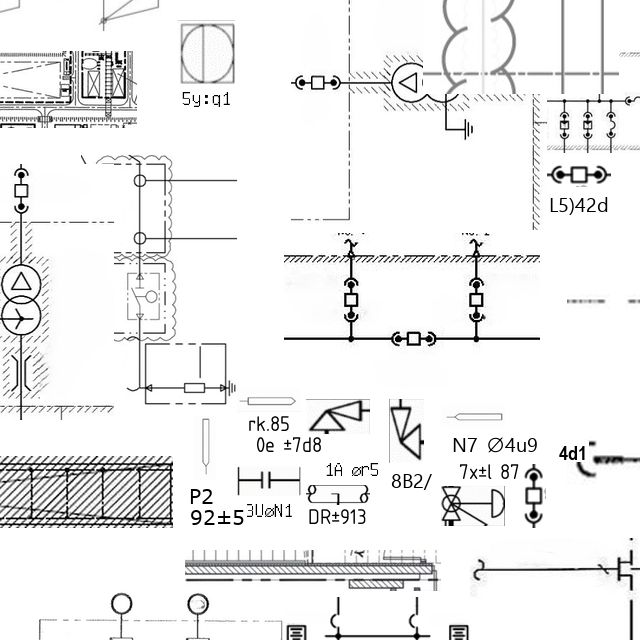 5y:q1
L5)42d
rk.85
0e ±7d8
N7 Ø4u9
7x±l 87
4d1
1A ør5
8B2/
P2
92±5
3UøN1
DR±913